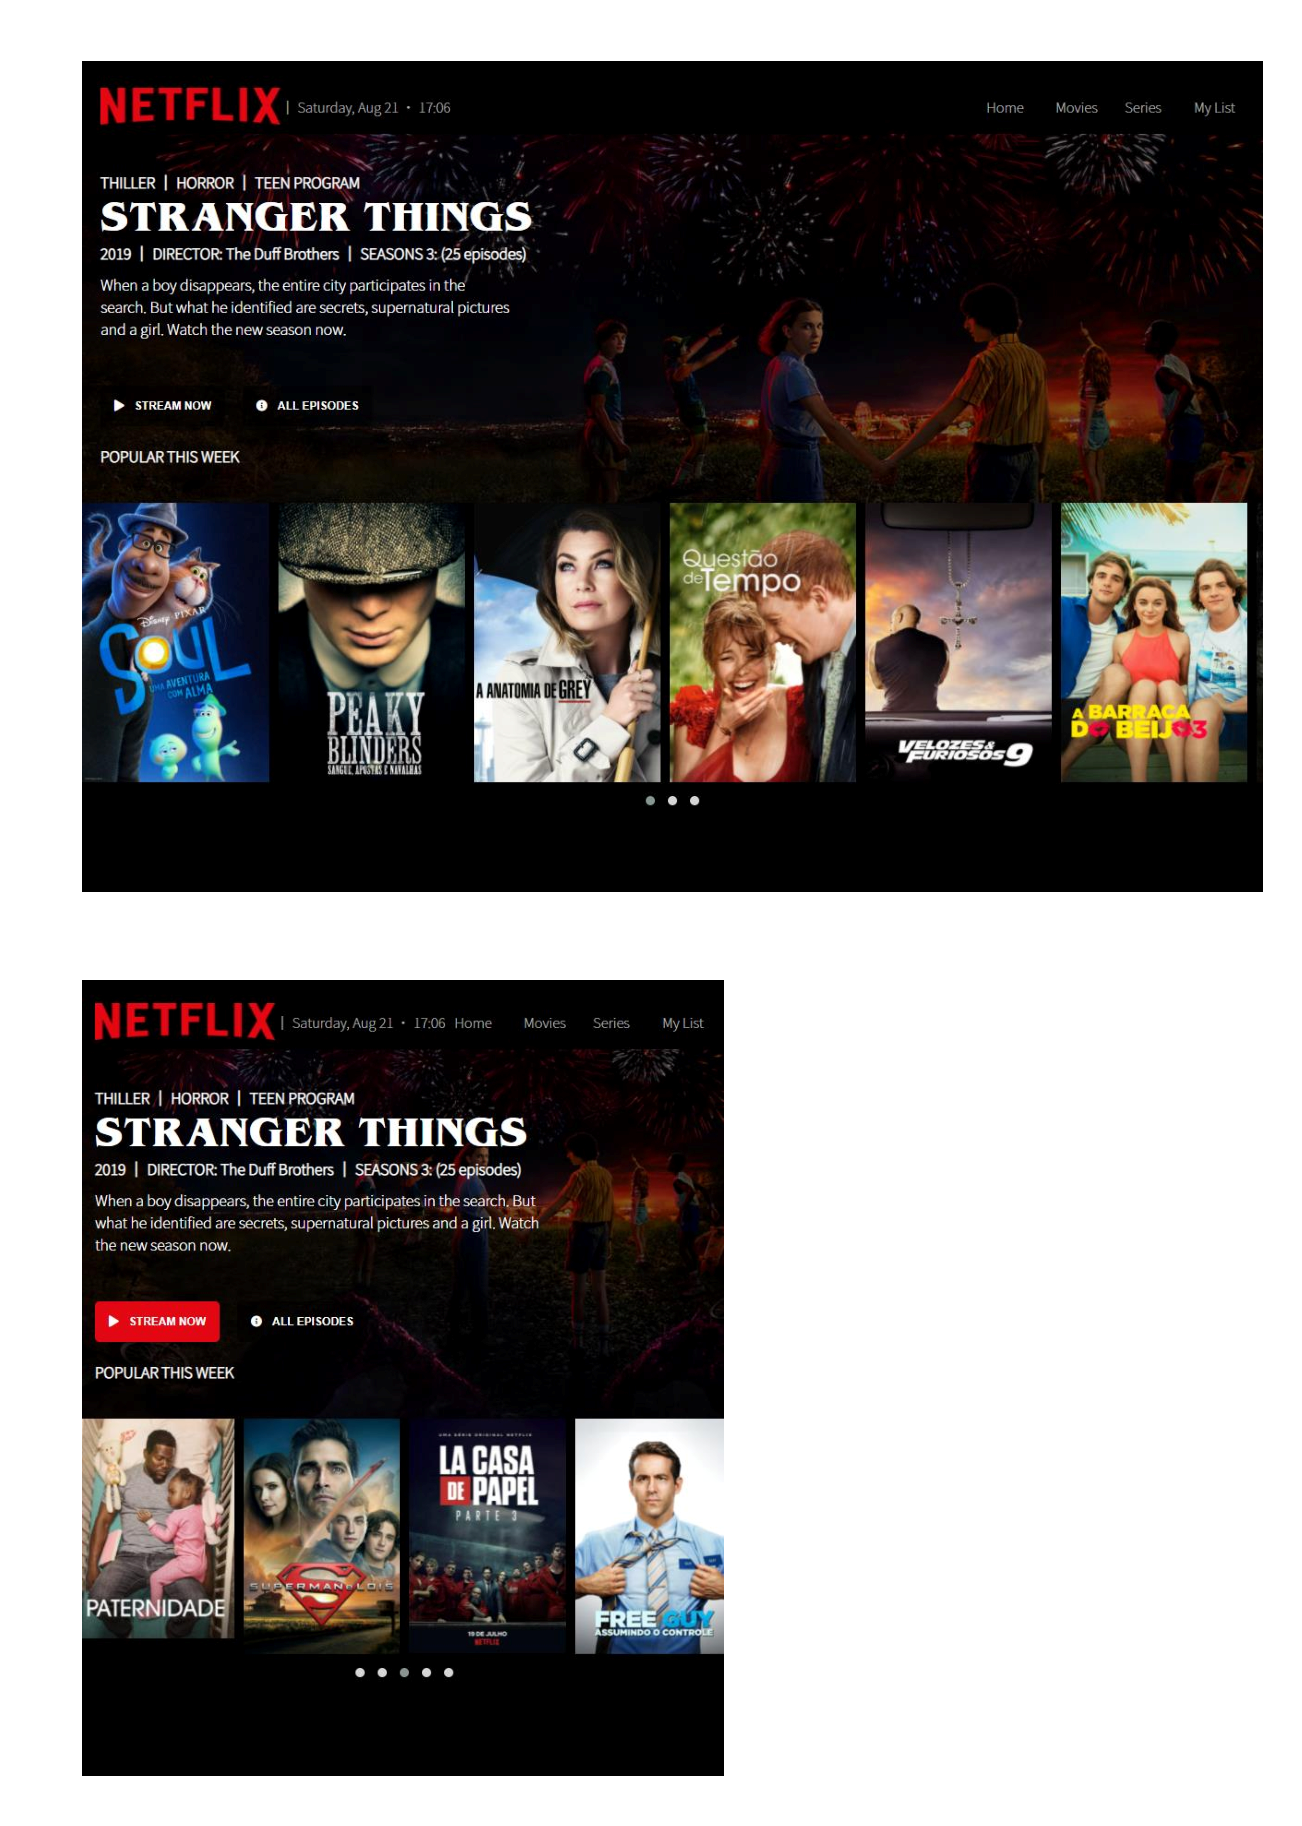 NETFLIX | Saturday, Aug 21 • 17:06 Home Movies Series My List
THILLER | HORROR | TEEN PROGRAM
STRANGER THINGS
2019 | DIRECTOR: The Duff Brothers | SEASONS 3: (25 episodes)
When a boy disappears, the entire city participates in the
search. But what he identified are secrets, supernatural pictures
and a girl. Watch the new season now.
STREAM NOW ALL EPISODES
POPULAR THIS WEEK
Disney PIXAR
SOUL
UMA AVENTURA
COM ALMA
PEAKY
BLINDERS
SANGUE, APOSTAS E NAVALHAS
A ANATOMIA DE GREY
Questão
de Tempo
VELOZES &
FURIOSOS 9
A BARRACA
DO BEIJO 3
NETFLIX | Saturday, Aug 21 • 17:06 Home Movies Series My List
THILLER | HORROR | TEEN PROGRAM
STRANGER THINGS
2019 | DIRECTOR: The Duff Brothers | SEASONS 3: (25 episodes)
When a boy disappears, the entire city participates in the search. But
what he identified are secrets, supernatural pictures and a girl. Watch
the new season now.
STREAM NOW ALL EPISODES
POPULAR THIS WEEK
PATERNIDADE
SUPERMAN & LOIS
UMA SÉRIE ORIGINAL NETFLIX
LA CASA
DE PAPEL
PARTE 3
19 DE JULHO
NETFLIX
FREE GUY
ASSUMINDO O CONTROLE